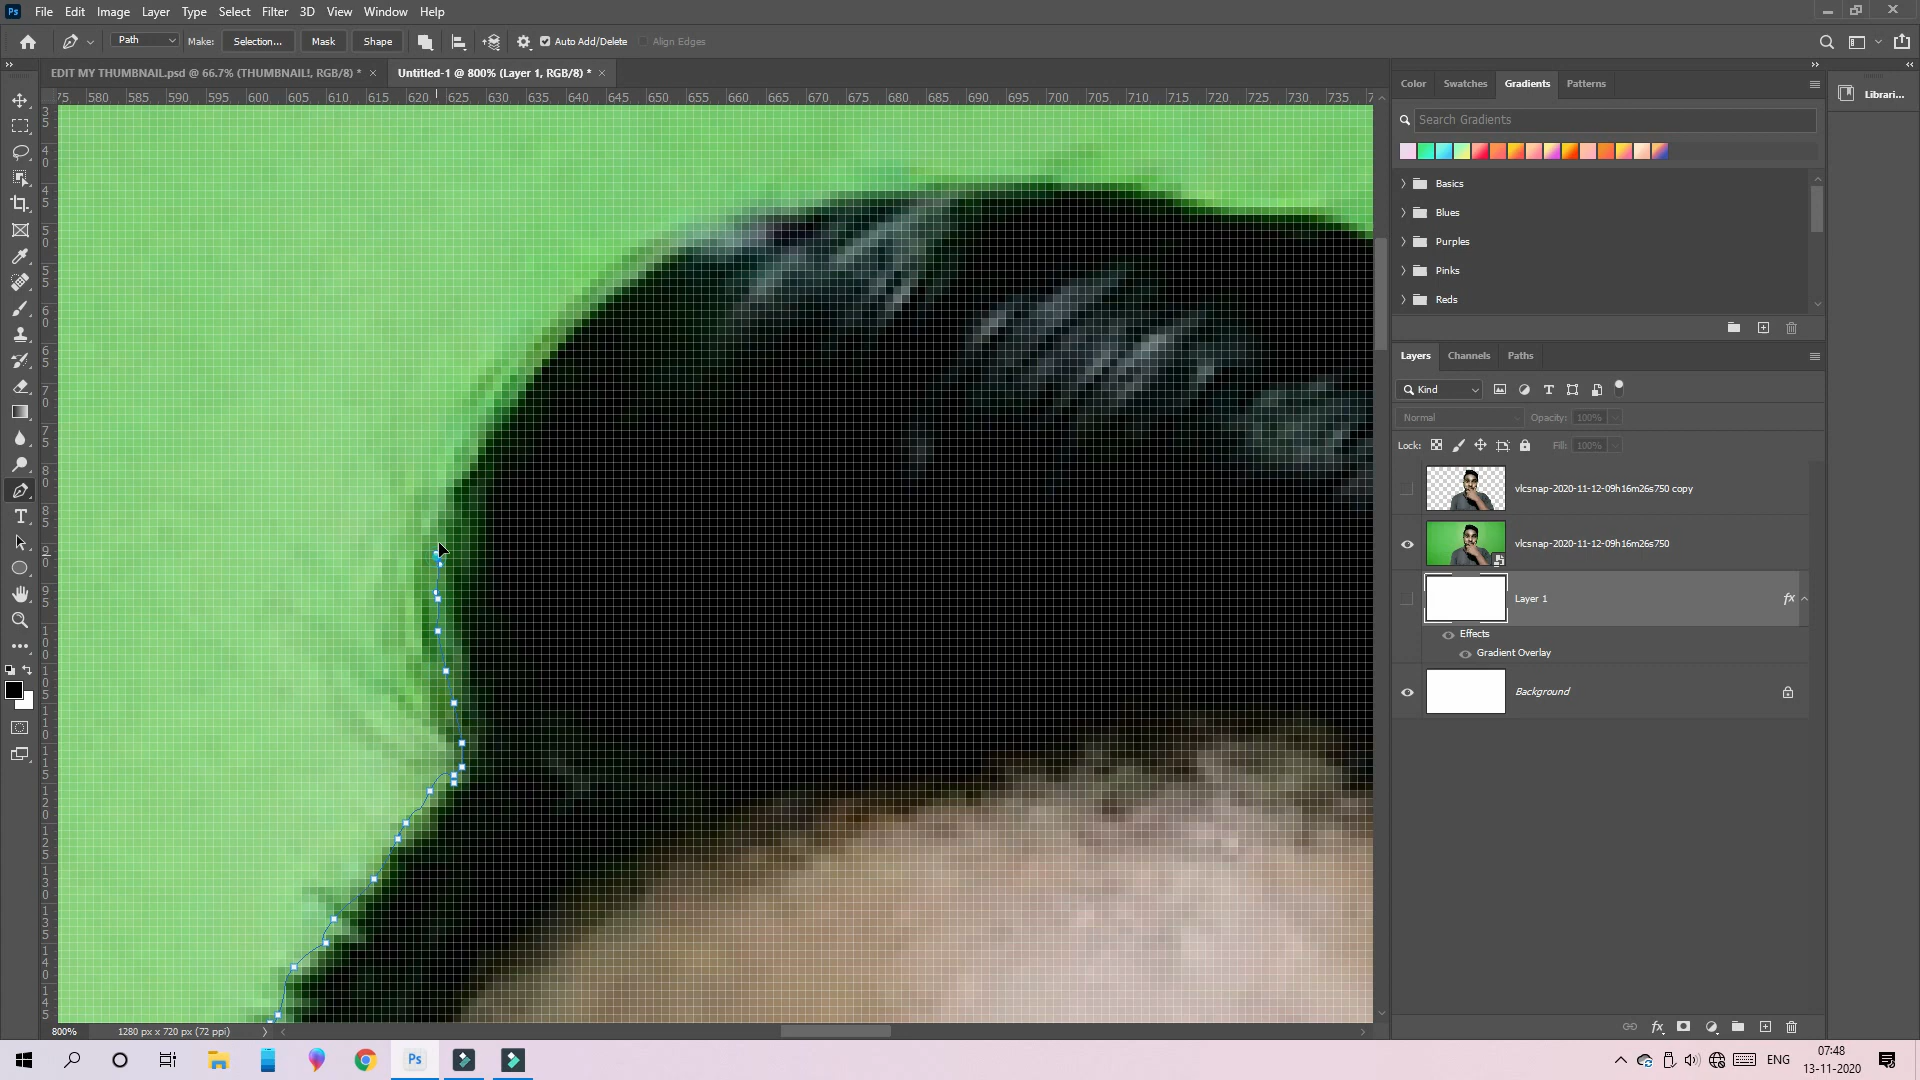 Ps File Edit Image Layer Type Select Filter 3D View Window Help
Path Make: Selection... Mask Shape Auto Add/Delete Align Edges
EDIT MY THUMBNAIL.psd @ 66.7% (THUMBNAIL!, RGB/8) * × Untitled-1 @ 800% (Layer 1, RGB/8) * ×
75 580 585 590 595 600 605 610 615 620 625 630 635 640 645 650 655 660 665 670 675 680 685 690 695 700 705 710 715 720 725 730 735
Color Swatches Gradients Patterns
Librari...
Search Gradients
Basics
Blues
Purples
Pinks
Reds
Layers Channels Paths
Kind
Normal Opacity: 100%
Lock: Fill: 100%
vlcsnap-2020-11-12-09h16m26s750 copy
vlcsnap-2020-11-12-09h16m26s750
Layer 1 fx
Effects
Gradient Overlay
Background
800% 1280 px x 720 px (72 ppi)
fx
Ps
ENG
07:48
13-11-2020